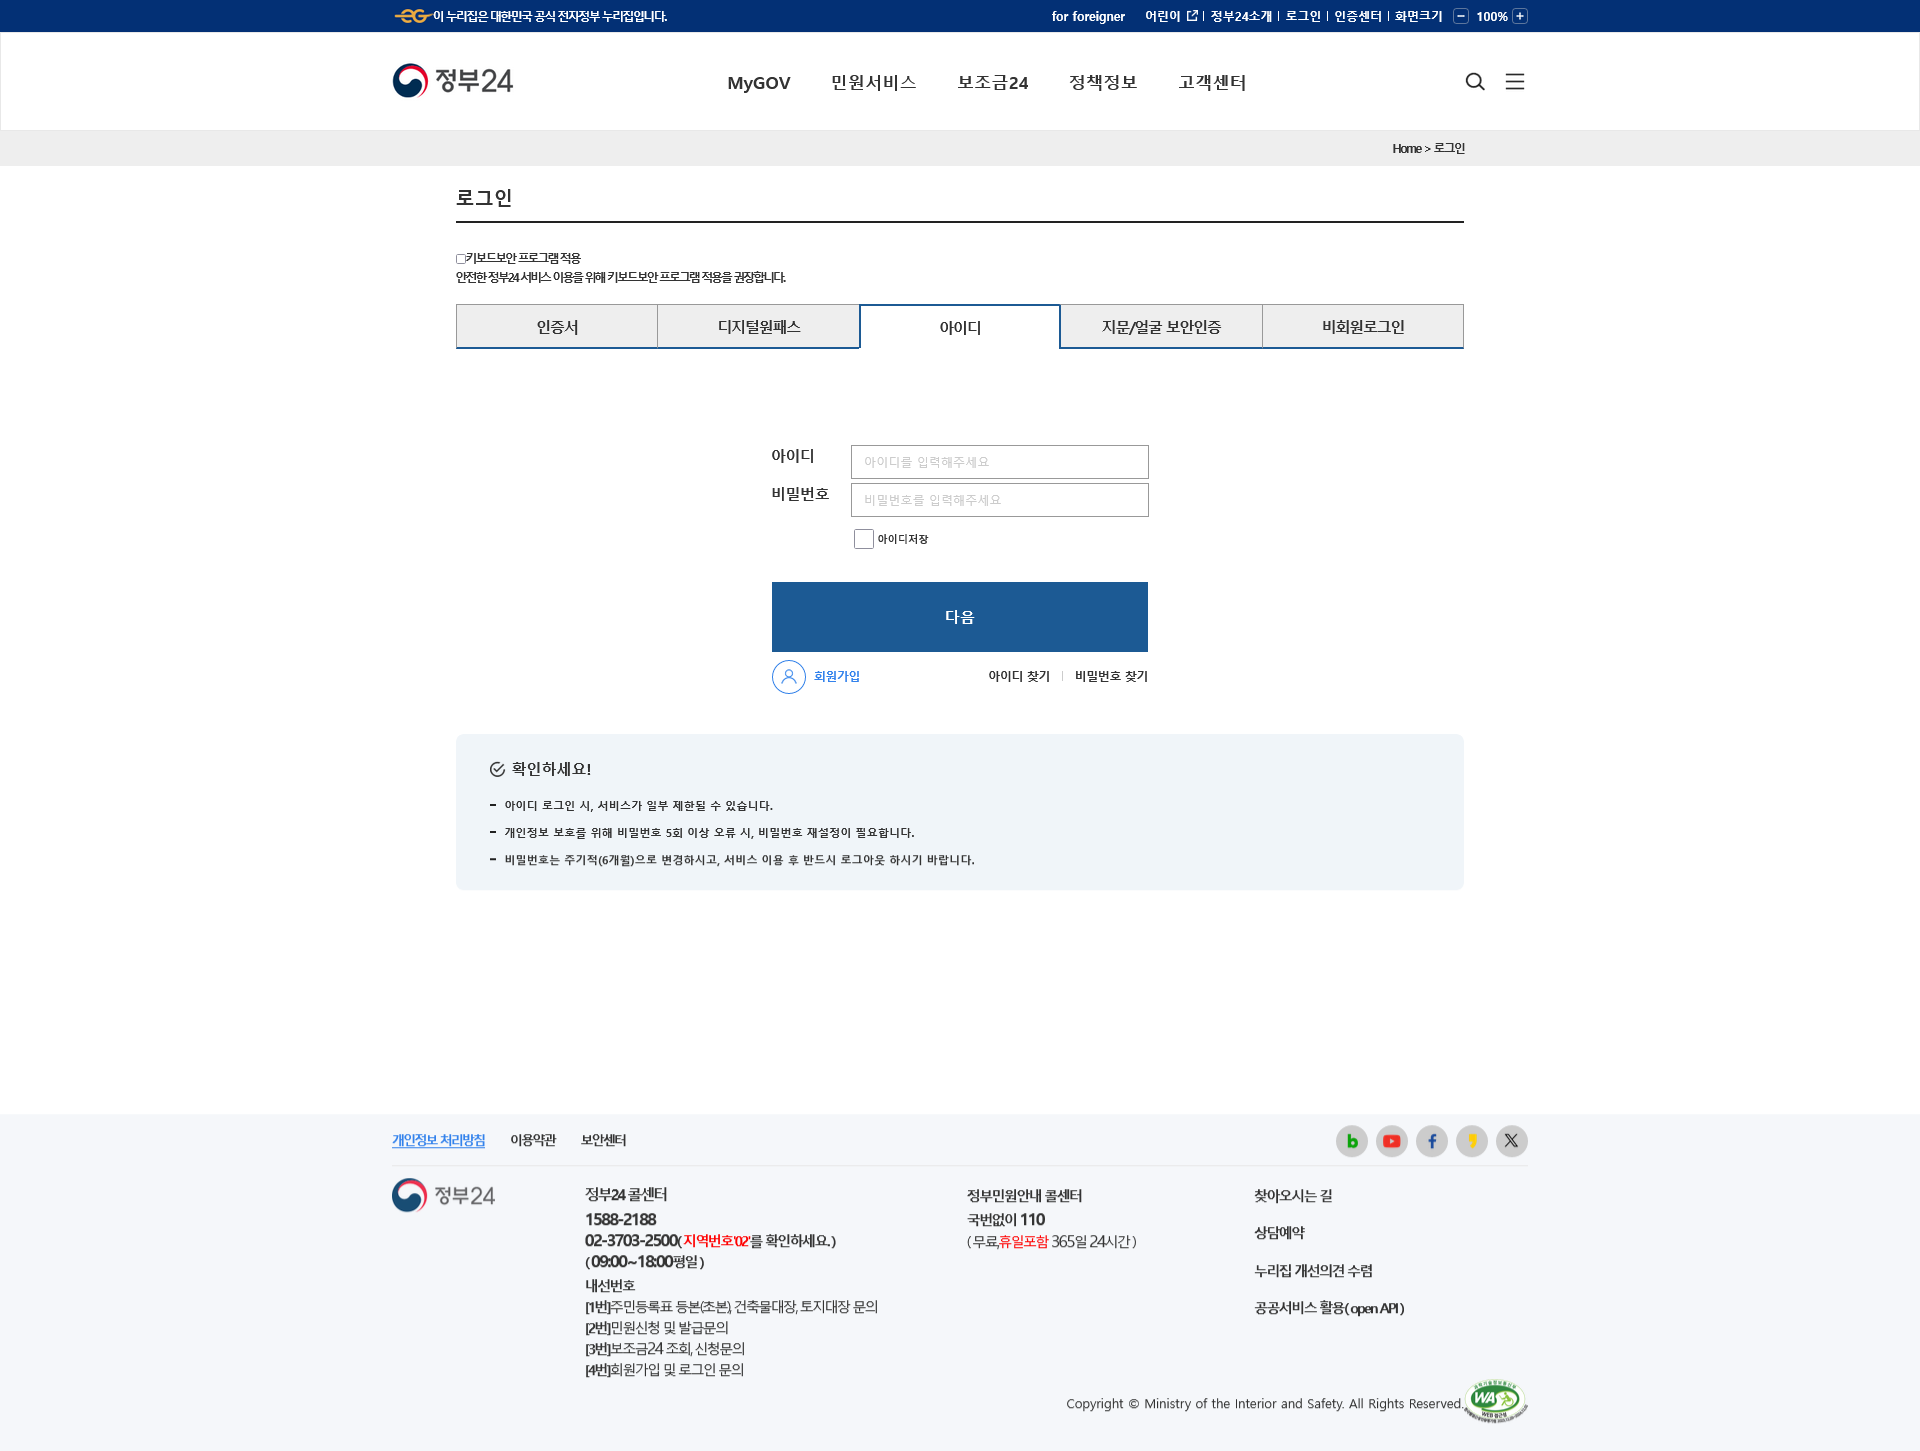 이 누리집은 대한민국 공식 전자정부 누리집입니다.
for foreigner 어린이 정부24소개 로그인 인증센터 화면크기 100%
정부24
MyGOV 민원서비스 보조금24 정책정보 고객센터
Home > 로그인
로그인
키보드보안 프로그램 적용
안전한 정부24 서비스 이용을 위해 키보드보안 프로그램 적용을 권장합니다.
인증서 디지털원패스 아이디 지문/얼굴 보안인증 비회원로그인
아이디 아이디를 입력해주세요
비밀번호 비밀번호를 입력해주세요
아이디저장
다음
회원가입 아이디 찾기 비밀번호 찾기
확인하세요!
아이디 로그인 시, 서비스가 일부 제한될 수 있습니다.
개인정보 보호를 위해 비밀번호 5회 이상 오류 시, 비밀번호 재설정이 필요합니다.
비밀번호는 주기적(6개월)으로 변경하시고, 서비스 이용 후 반드시 로그아웃 하시기 바랍니다.
개인정보 처리방침 이용약관 보안센터
정부24
정부24 콜센터
1588-2188
02-3703-2500( 지역번호'02'를 확인하세요. )
( 09:00~18:00평일 )
내선번호
[1번]주민등록표 등본(초본), 건축물대장, 토지대장 문의
[2번]민원신청 및 발급문의
[3번]보조금24 조회, 신청문의
[4번]회원가입 및 로그인 문의
정부민원안내 콜센터
국번없이 110
( 무료,휴일포함 365일 24시간 )
찾아오시는 길
상담예약
누리집 개선의견 수렴
공공서비스 활용( open API )
Copyright © Ministry of the Interior and Safety. All Rights Reserved.
WA
WEB 접근성